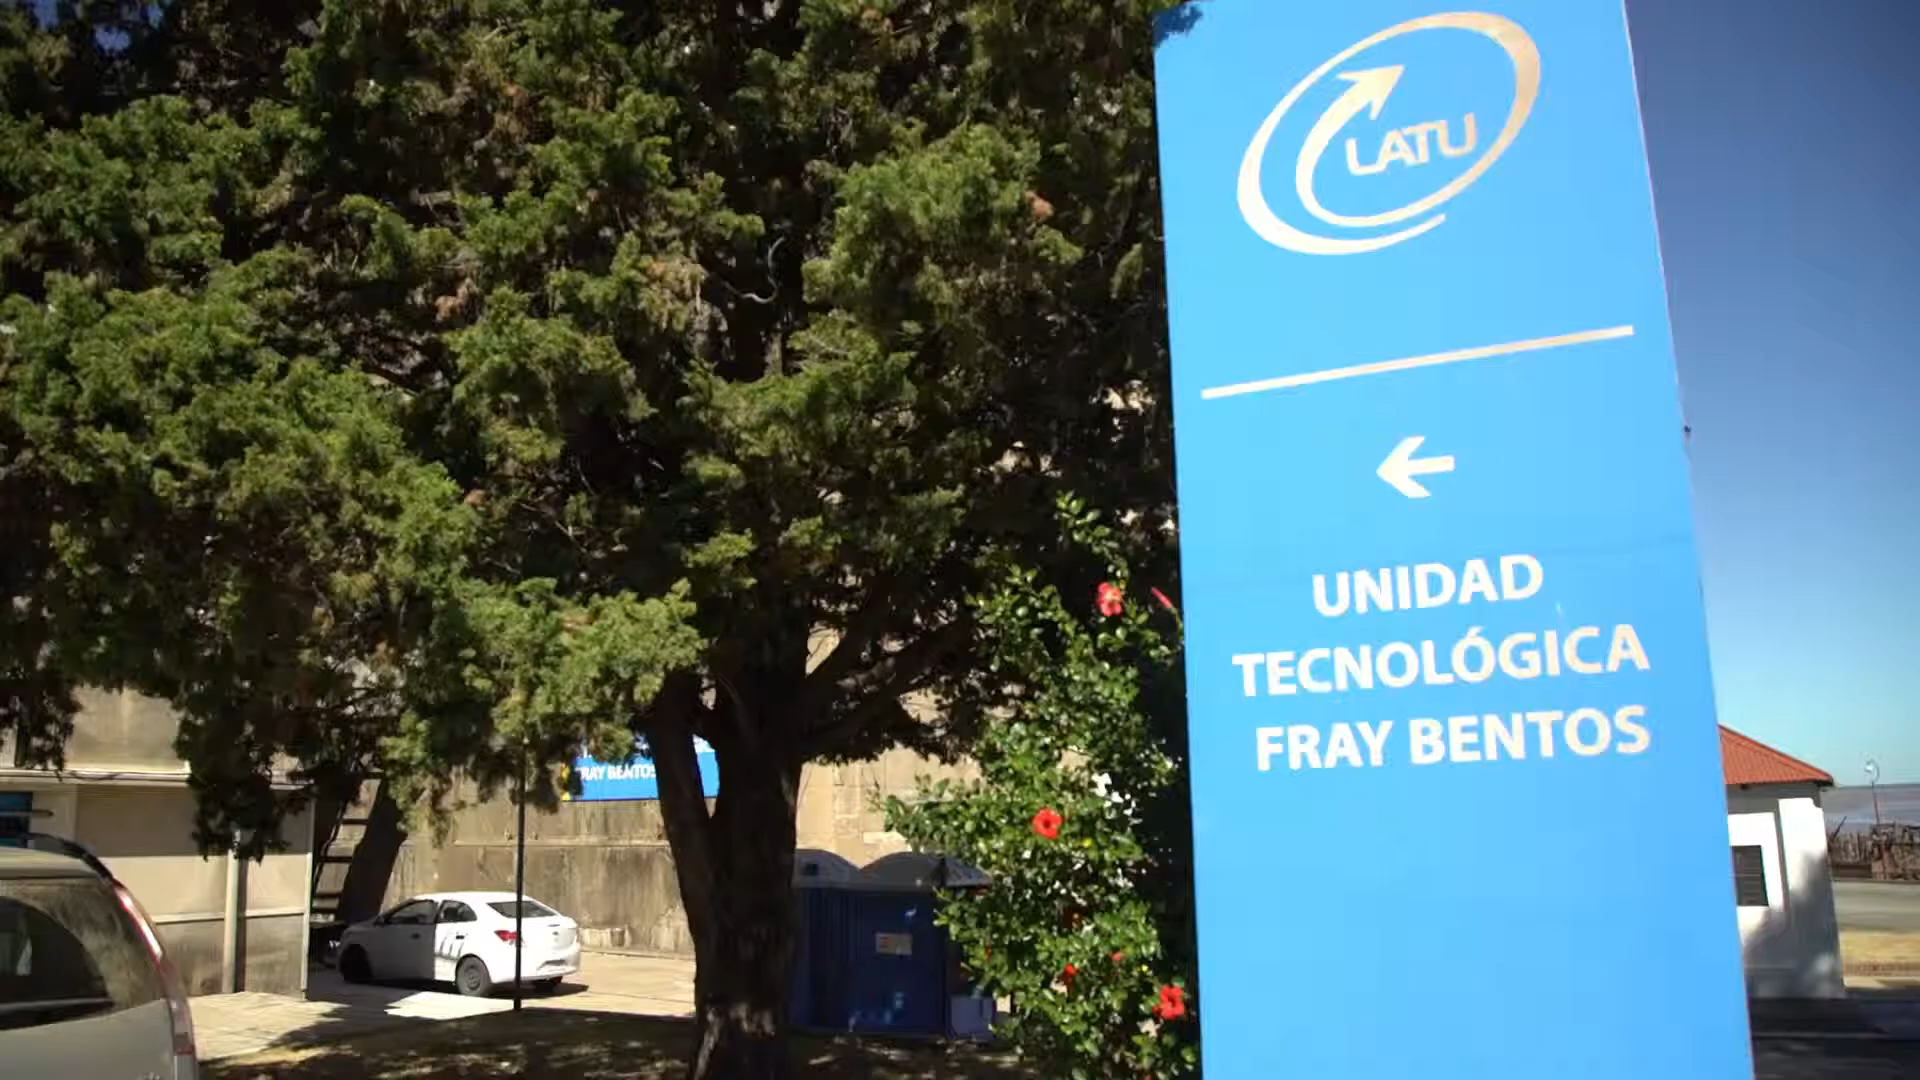 LATU
UNIDAD
TECNOLÓGICA
FRAY BENTOS
FRAY BENTOS